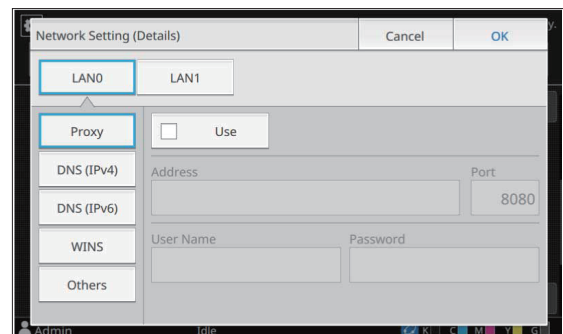 Network Setting (Details)
Cancel
OK
y.
LAN0
LAN1
Proxy
Use
DNS (IPv4)
Address
Port
8080
DNS (IPv6)
WINS
User Name
Password
Others
Admin
Idle
K
C
M
Y
G